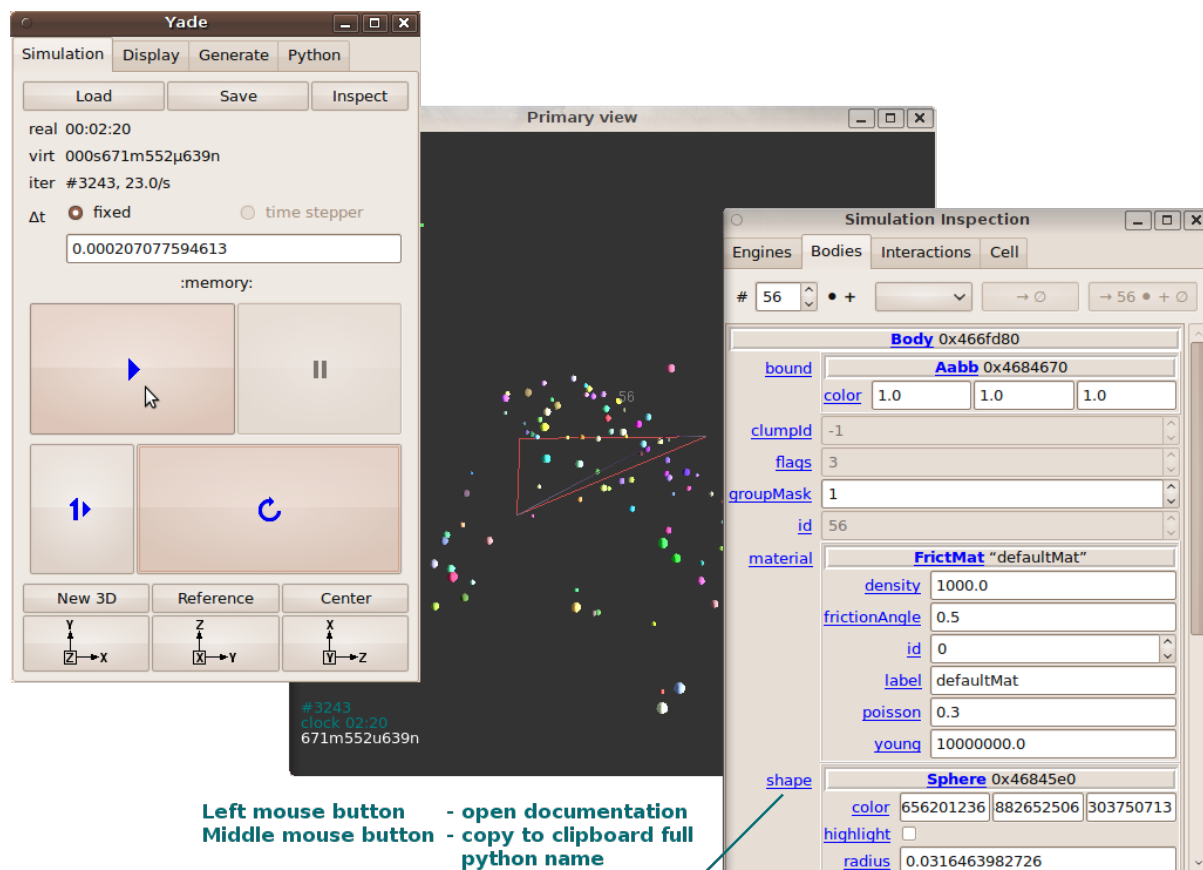 Yade
Simulation Display Generate Python
Load Save Inspect
real 00:02:20
virt 000s671m552µ639n
iter #3243, 23.0/s
Δt fixed time stepper
0.000207077594613
:memory:
1
New 3D Reference Center
Y Z X
Z X X Y Y Z
Primary view
56
#3243
clock 02:20
671m552u639n
Simulation Inspection
Engines Bodies Interactions Cell
# 56 • + → ∅ → 56 • + ∅
Body 0x466fd80
bound Aabb 0x4684670
color 1.0 1.0 1.0
clumpId -1
flags 3
groupMask 1
id 56
material FrictMat “defaultMat”
density 1000.0
frictionAngle 0.5
id 0
label defaultMat
poisson 0.3
young 10000000.0
shape Sphere 0x46845e0
color 656201236 882652506 303750713
highlight
radius 0.0316463982726
Left mouse button - open documentation
Middle mouse button - copy to clipboard full
python name